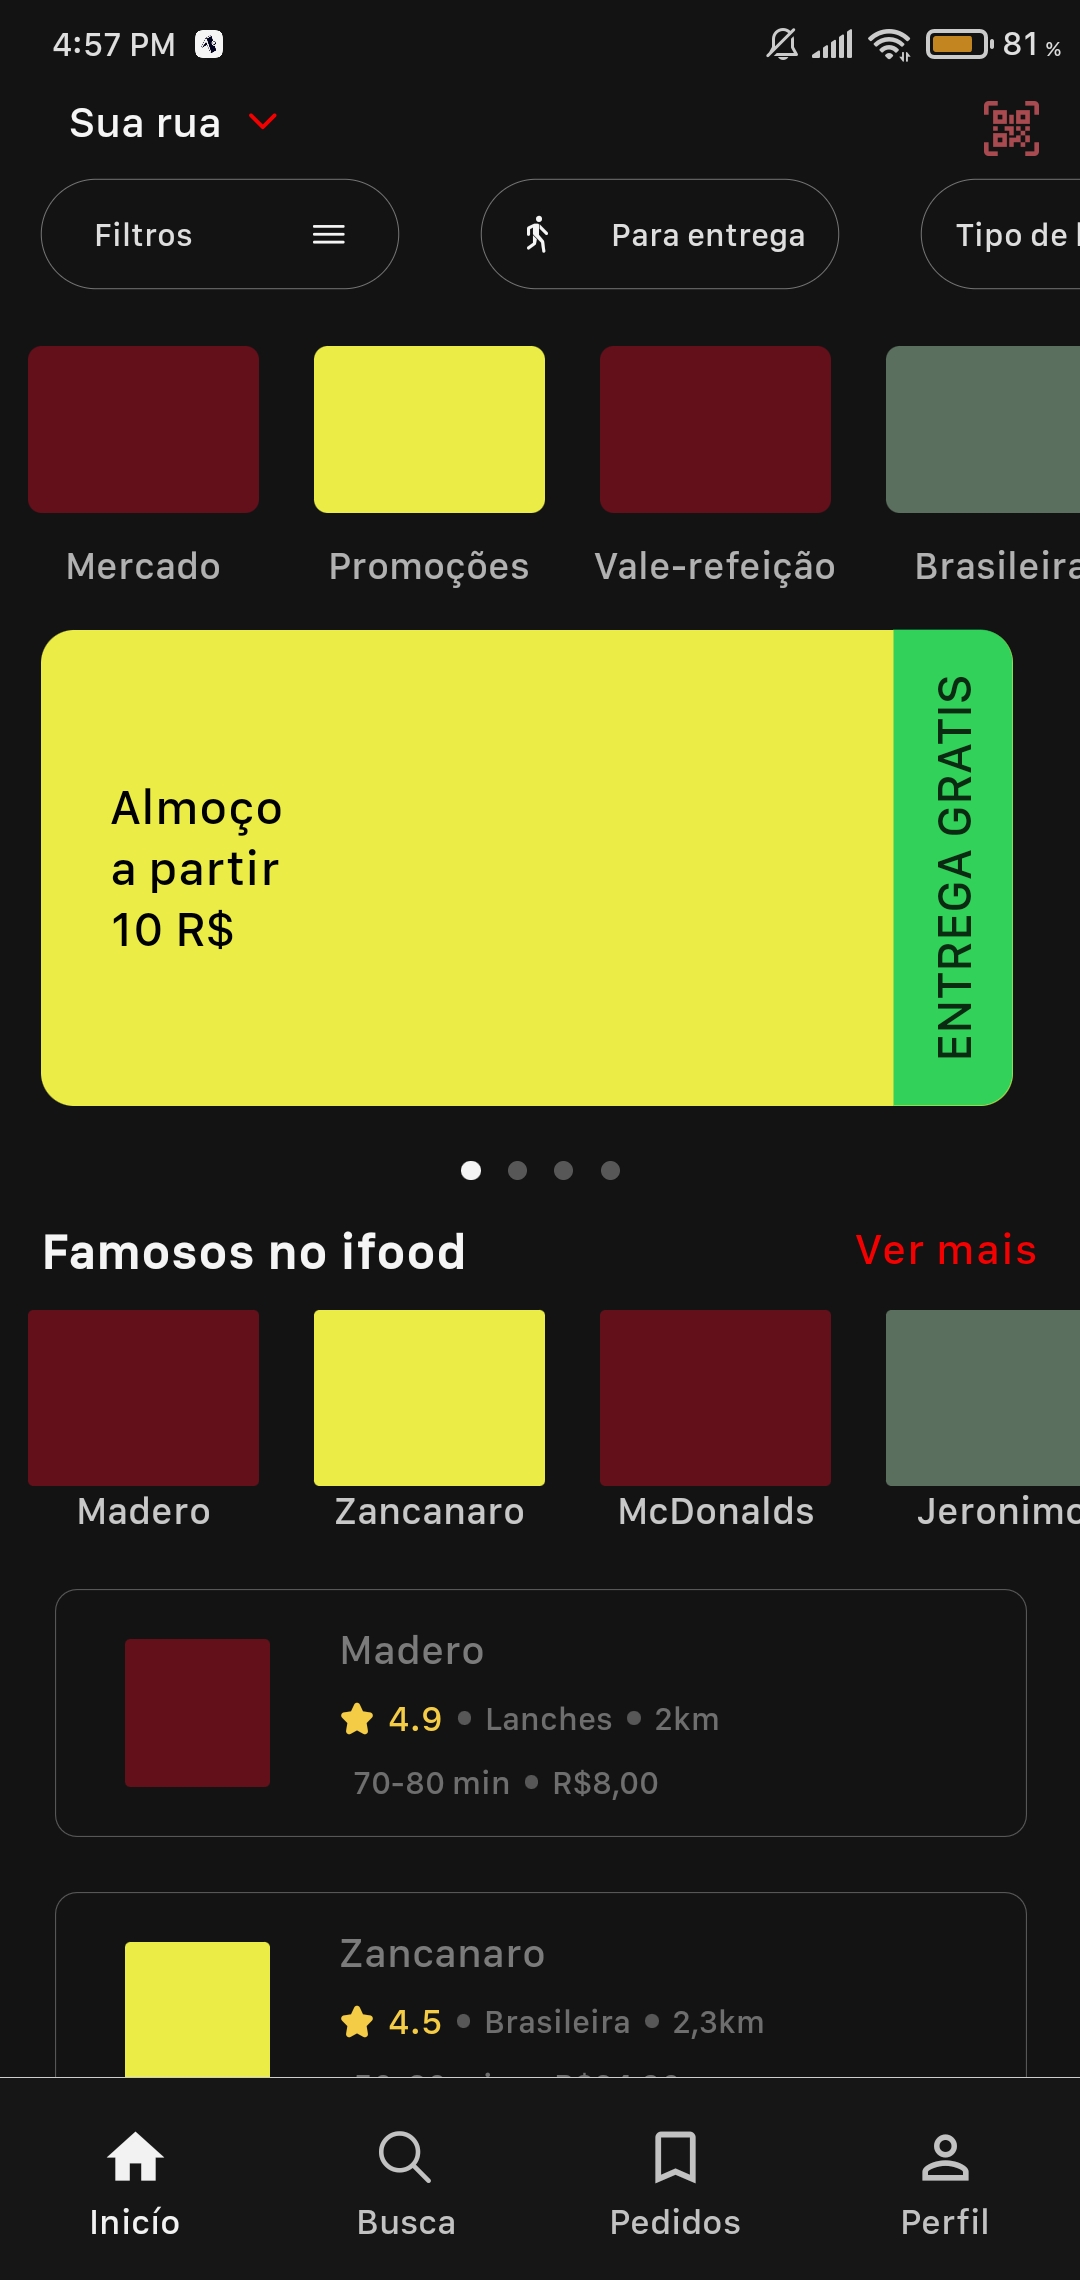 4:57 PM
81 %
Sua rua
Filtros
Para entrega
Tipo de
Mercado
Promoções
Vale-refeição
Brasileira
Almoço
a partir
10 R$
ENTREGA GRATIS
Famosos no ifood
Ver mais
Madero
Zancanaro
McDonalds
Jeronimo
Madero
4.9 • Lanches • 2km
70-80 min • R$8,00
Zancanaro
4.5 • Brasileira • 2,3km
Inicío
Busca
Pedidos
Perfil